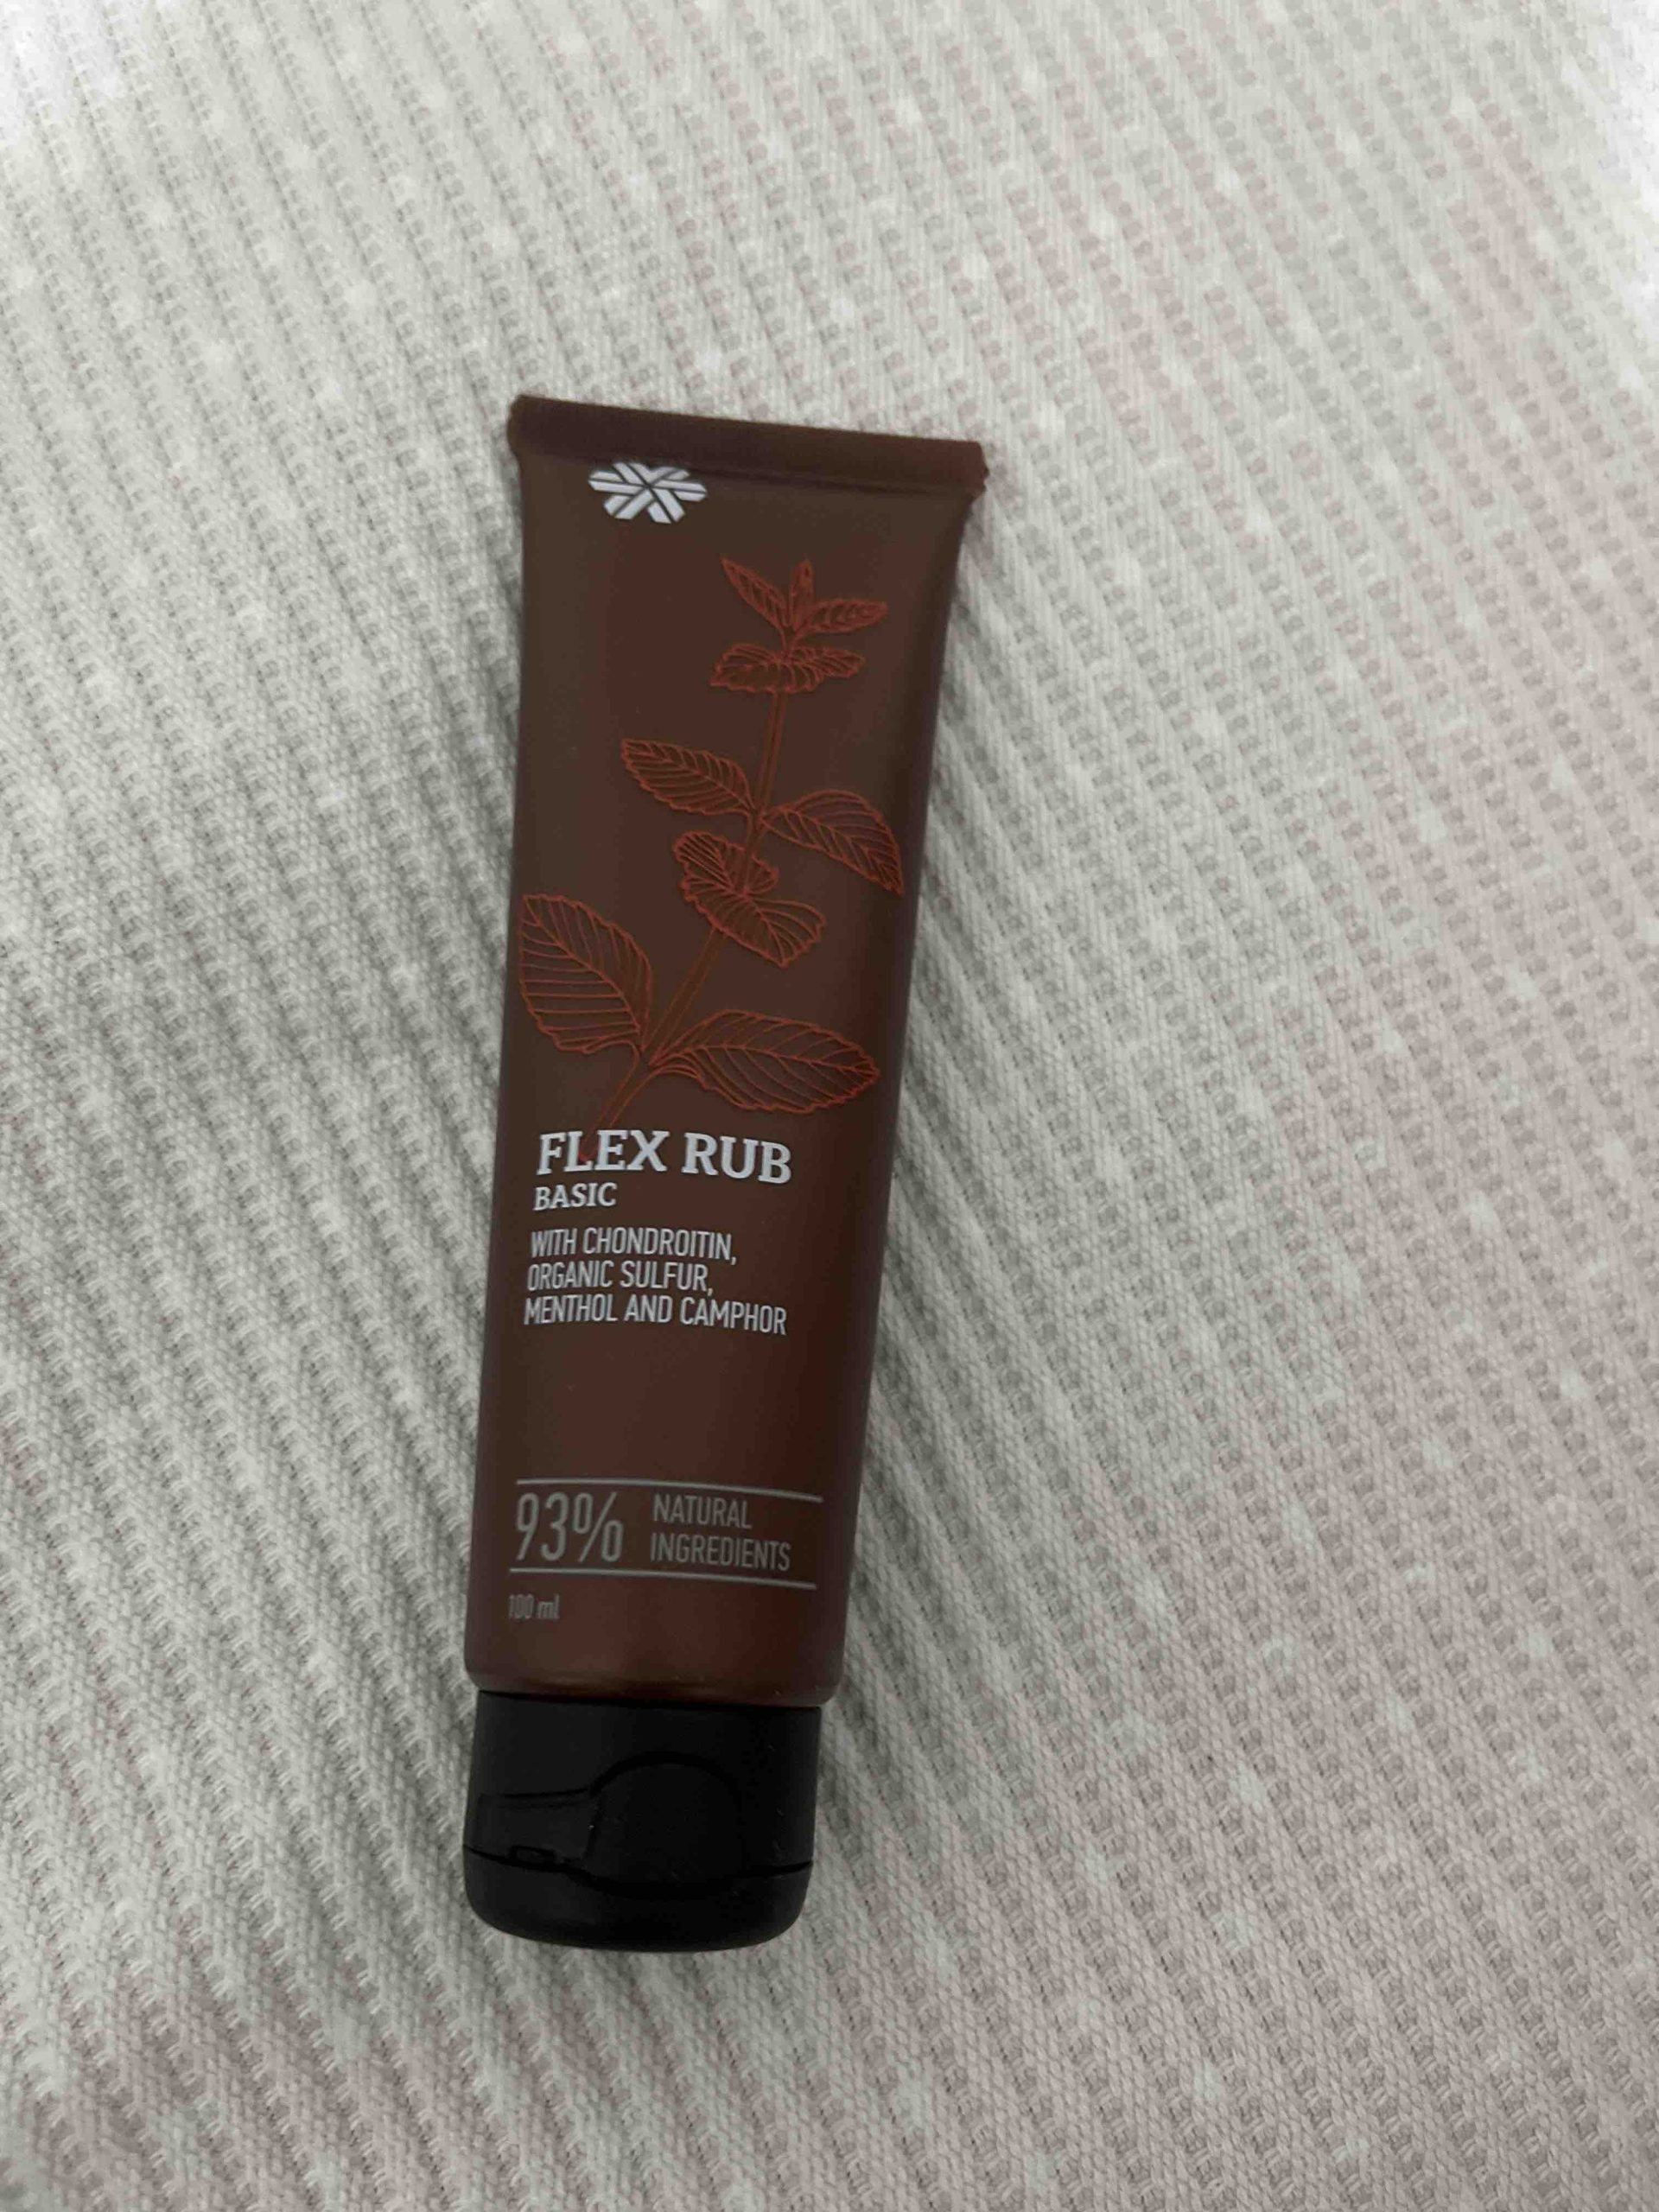 FLEX RUB
BASIC
WITH CHONDROITIN,
ORGANIC SULFUR,
MENTHOL AND CAMPHOR
93% NATURAL
INGREDIENTS
100 ml